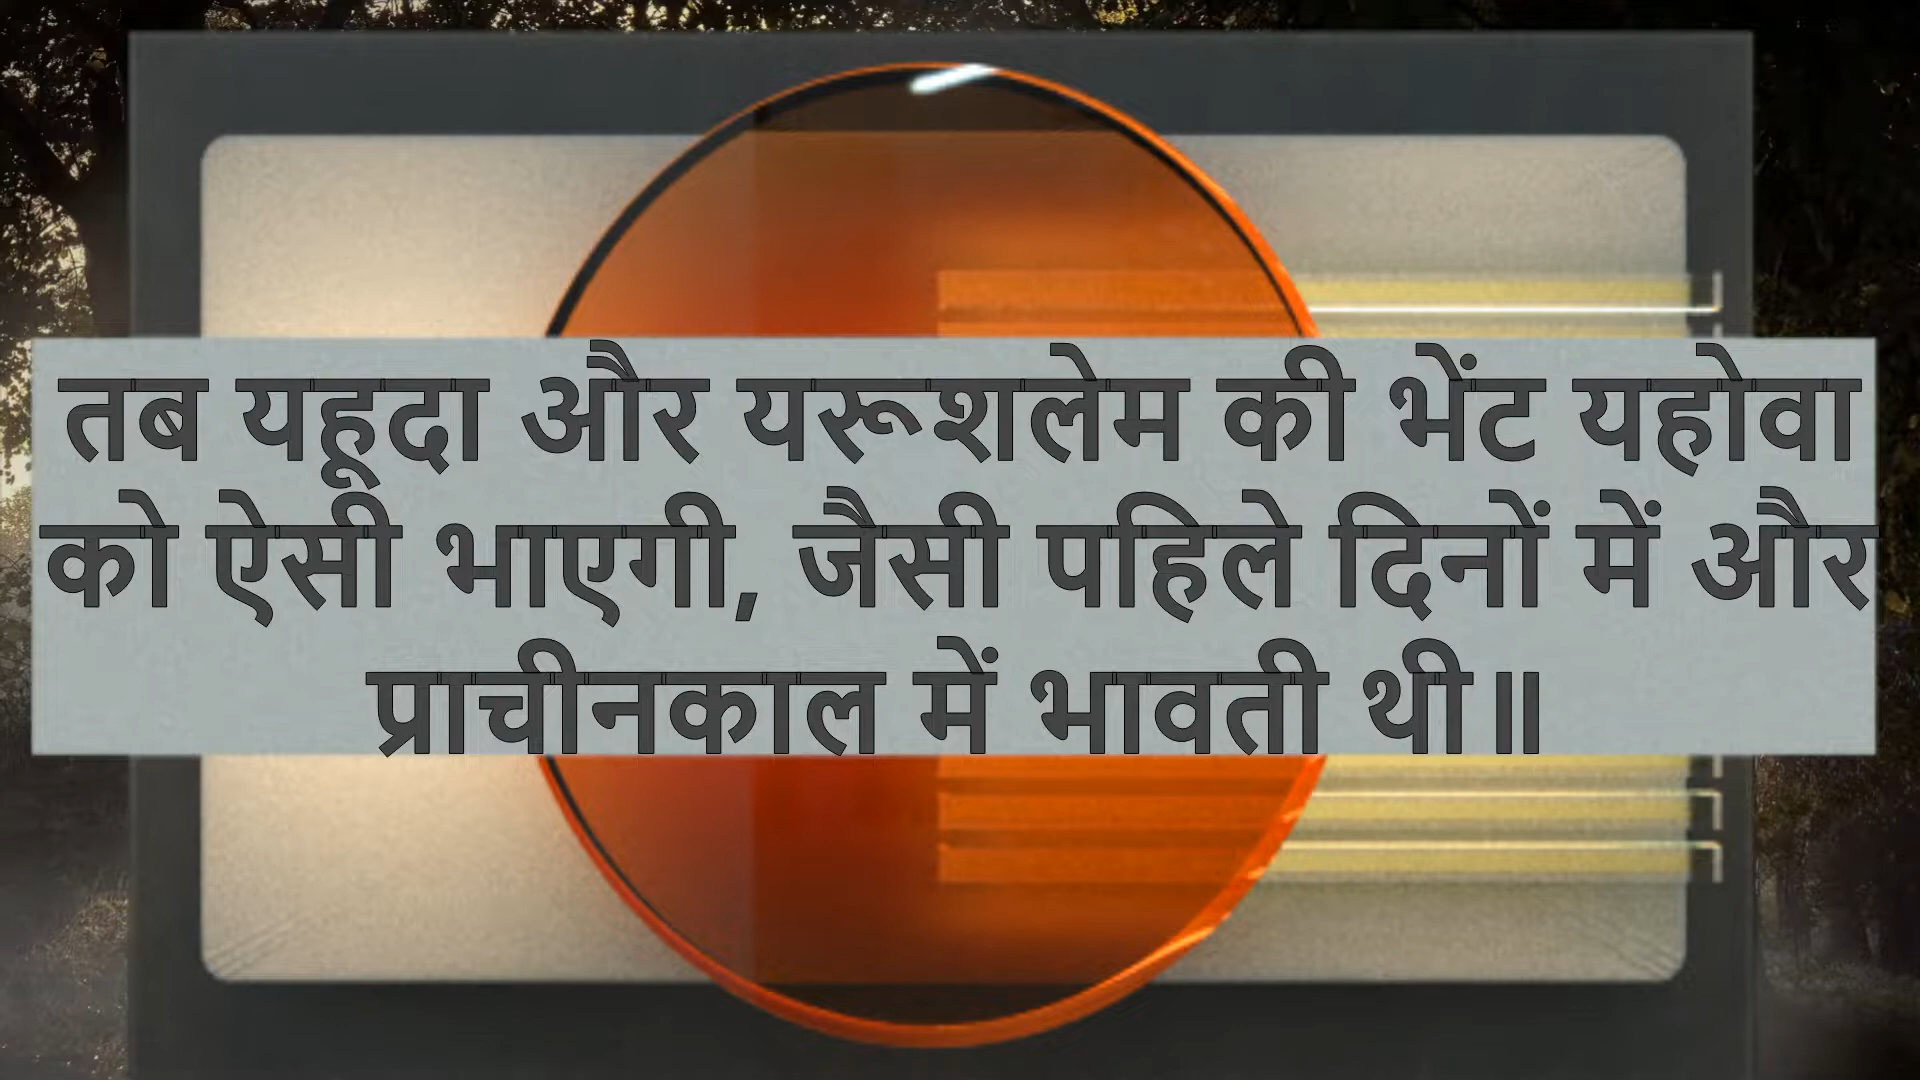 तब यहूदा और यरूशलेम की भेंट यहोवा
को ऐसी भाएगी, जैसी पहिले दिनों में और
प्राचीनकाल में भावती थी॥